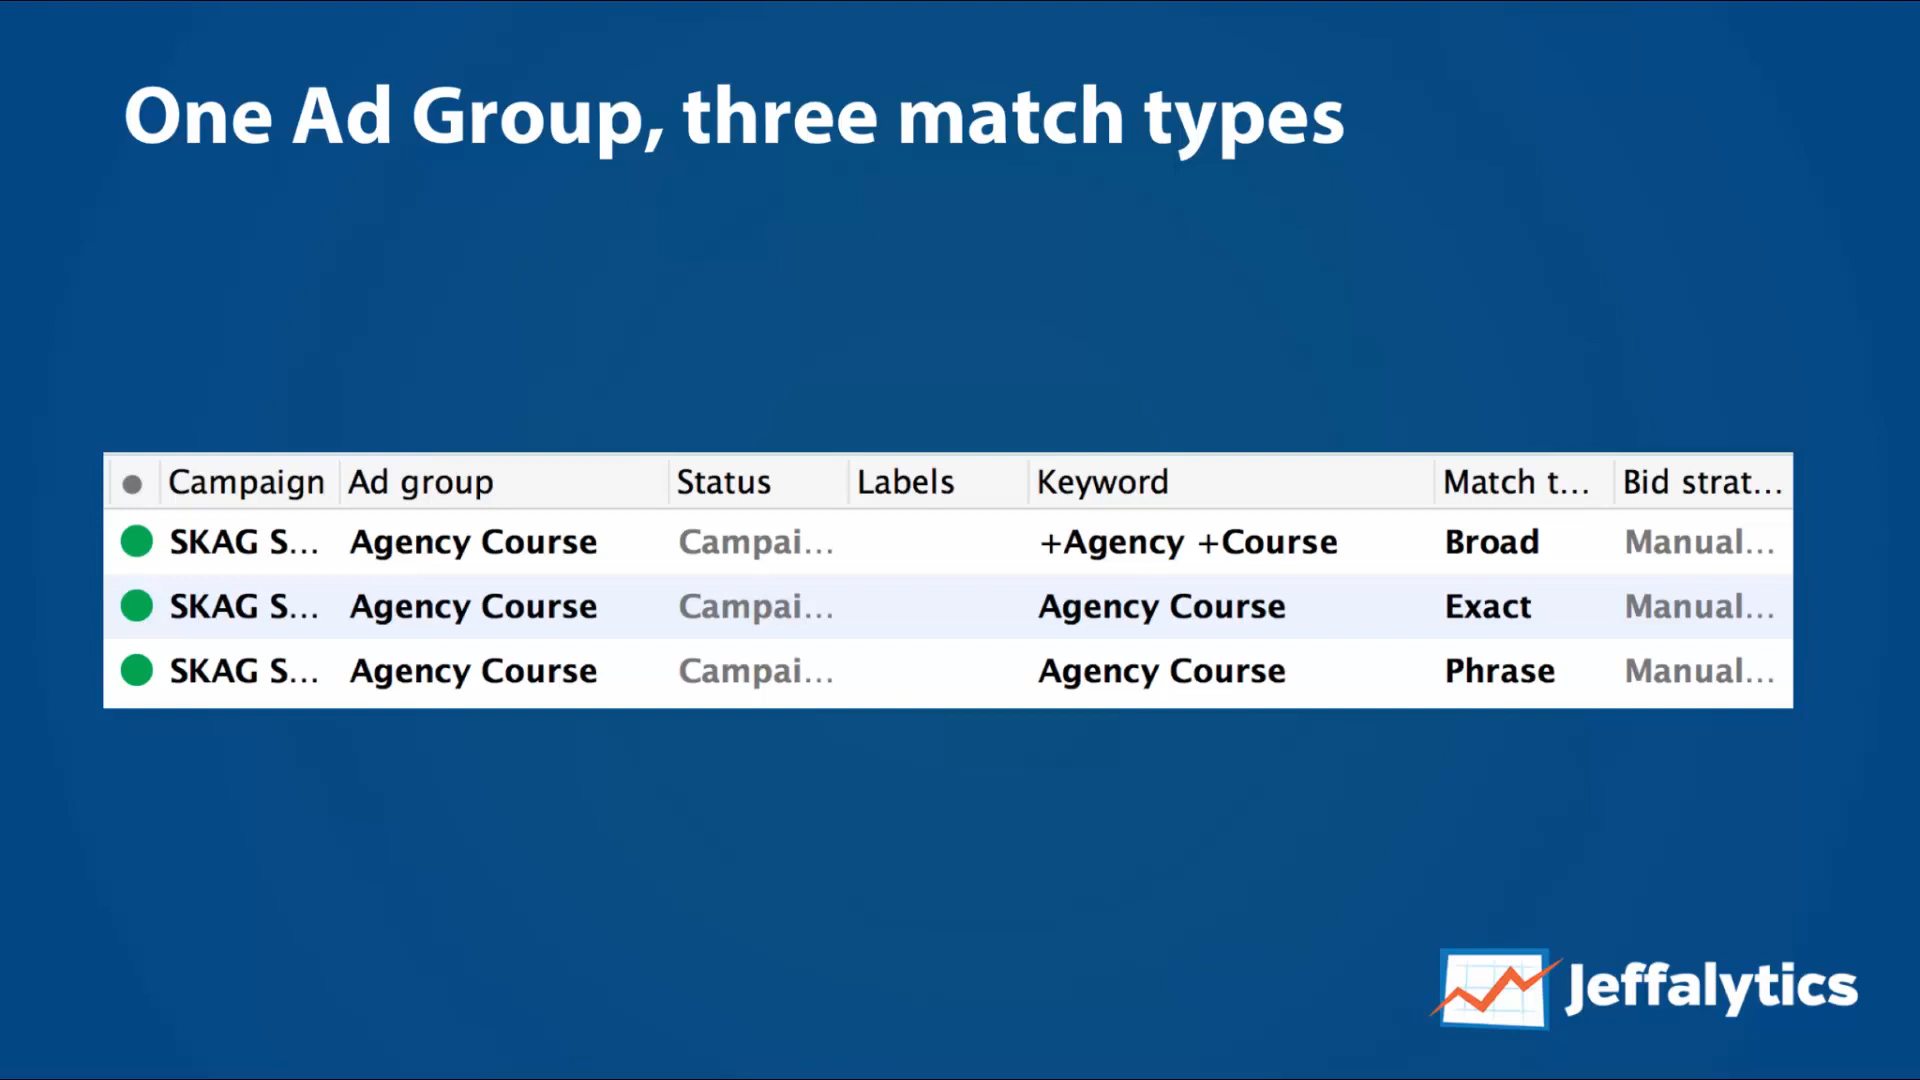 One Ad Group, three match types
Campaign Ad group Status Labels Keyword Match t... Bid strat...
SKAG S... Agency Course Campai... +Agency +Course Broad Manual...
SKAG S... Agency Course Campai... Agency Course Exact Manual...
SKAG S... Agency Course Campai... Agency Course Phrase Manual...
Jeffalytics